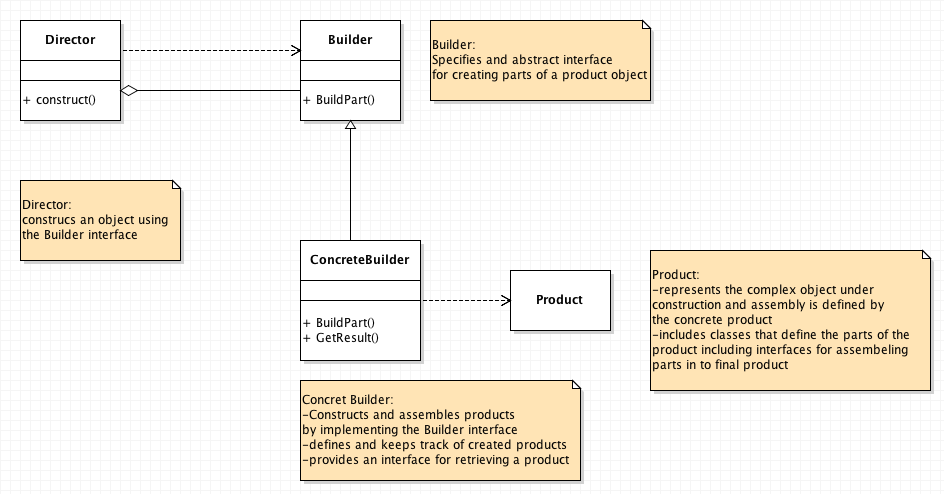 Director
+ construct()
Builder
+ BuildPart()
Builder:
Specifies and abstract interface
for creating parts of a product object
Director:
construcs an object using
the Builder interface
ConcreteBuilder
+ BuildPart()
+ GetResult()
Product
Product:
-represents the complex object under
construction and assembly is defined by
the concrete product
-includes classes that define the parts of the
product including interfaces for assembeling
parts in to final product
Concret Builder:
-Constructs and assembles products
by implementing the Builder interface
-defines and keeps track of created products
-provides an interface for retrieving a product